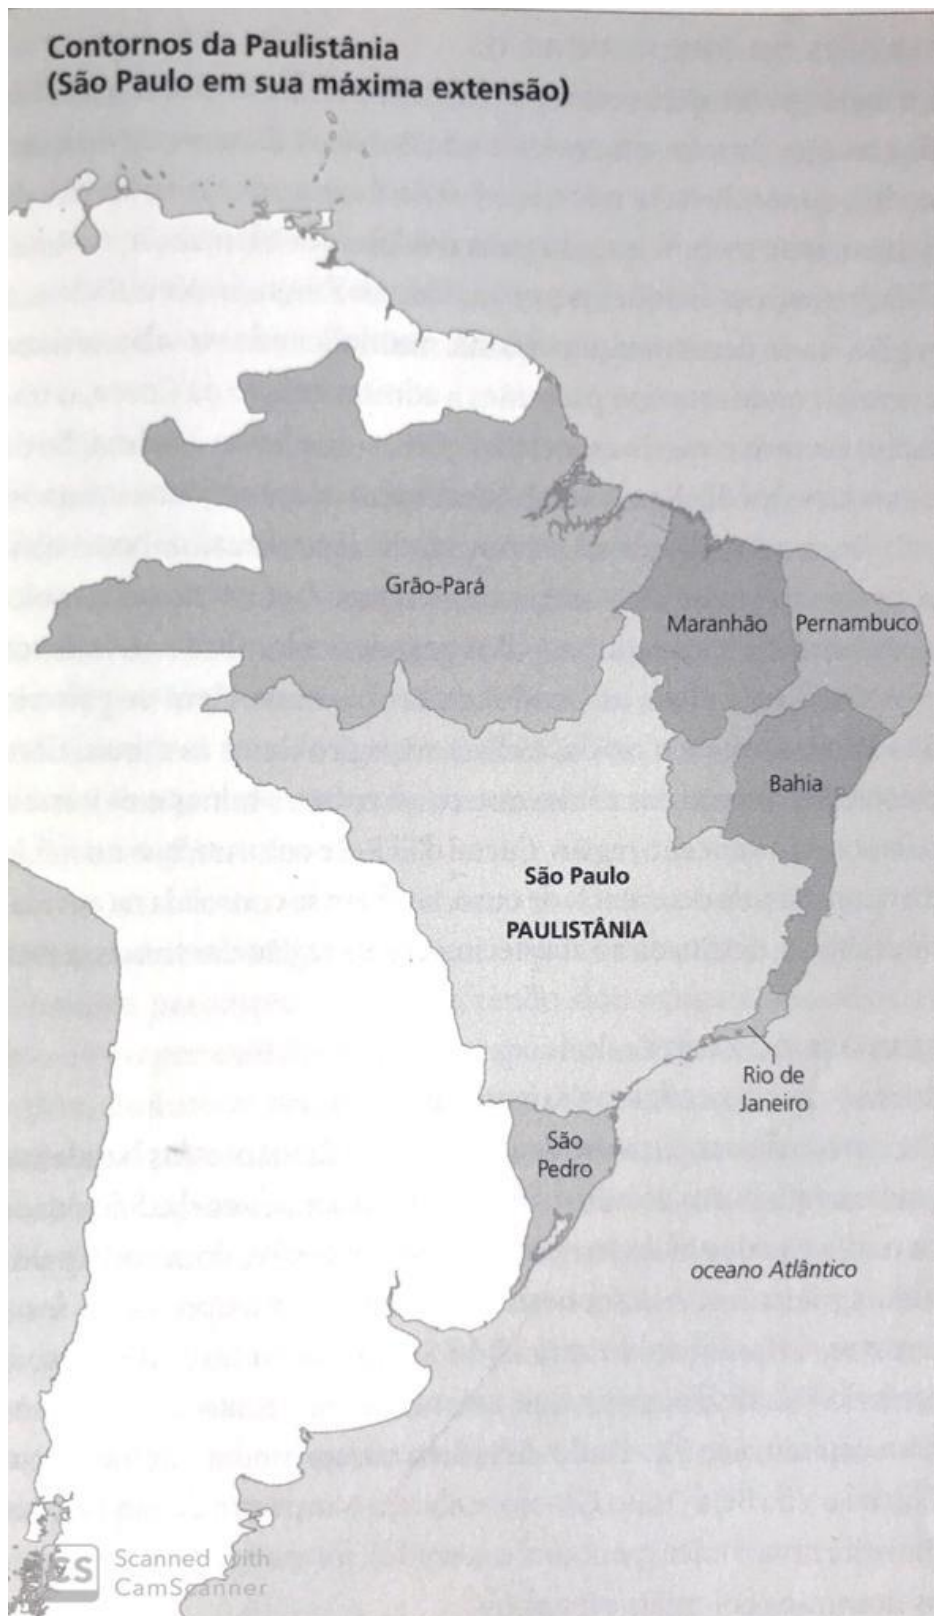 Contornos da Paulistânia
(São Paulo em sua máxima extensão)
Grão-Pará
Maranhão
Pernambuco
Bahia
São Paulo
PAULISTÂNIA
Rio de
Janeiro
São
Pedro
oceano Atlântico
CS
Scanned with
CamScanner